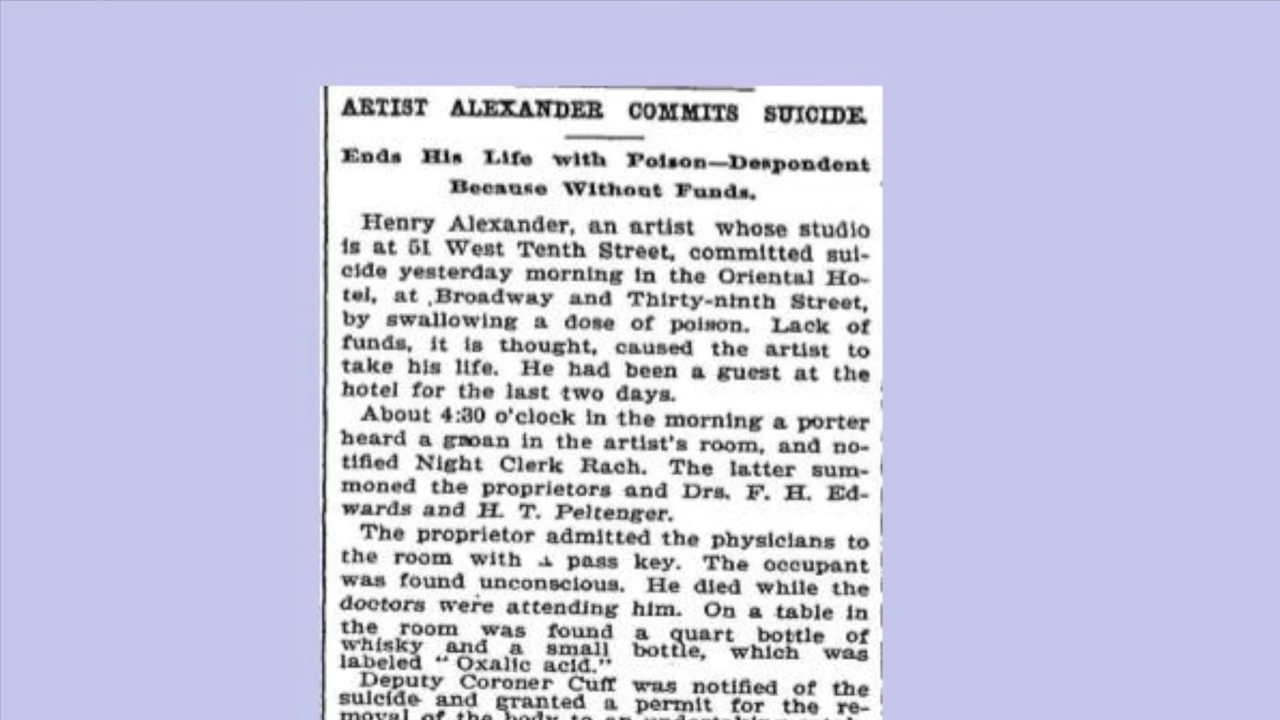 ARTIST ALEXANDER COMMITS SUICIDE.
Ends His Life with Poison—Despondent
Because Without Funds.
Henry Alexander, an artist whose studio
is at 51 West Tenth Street, committed sui-
cide yesterday morning in the Oriental Ho-
tel, at Broadway and Thirty-ninth Street,
by swallowing a dose of poison. Lack of
funds, it is thought, caused the artist to
take his life. He had been a guest at the
hotel for the last two days.
About 4:30 o'clock in the morning a porter
heard a groan in the artist's room, and no-
tified Night Clerk Rach. The latter sum-
moned the proprietors and Drs. F. H. Ed-
wards and H. T. Peltenger.
The proprietor admitted the physicians to
the room with a pass key. The occupant
was found unconscious. He died while the
doctors were attending him. On a table in
the room was found a quart bottle of
whisky and a small bottle, which was
labeled "Oxalic acid."
Deputy Coroner Cuff was notified of the
suicide and granted a permit for the re-
moval of the body to an undertaking